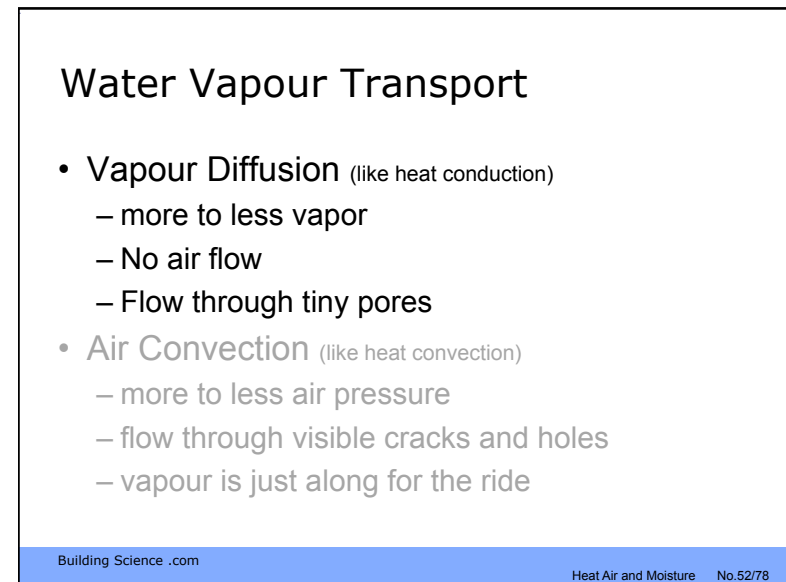 Water Vapour Transport
• Vapour Diffusion (like heat conduction)
– more to less vapor
– No air flow
– Flow through tiny pores
• Air Convection (like heat convection)
– more to less air pressure
– flow through visible cracks and holes
– vapour is just along for the ride
Building Science .com
Heat Air and Moisture No.52/78